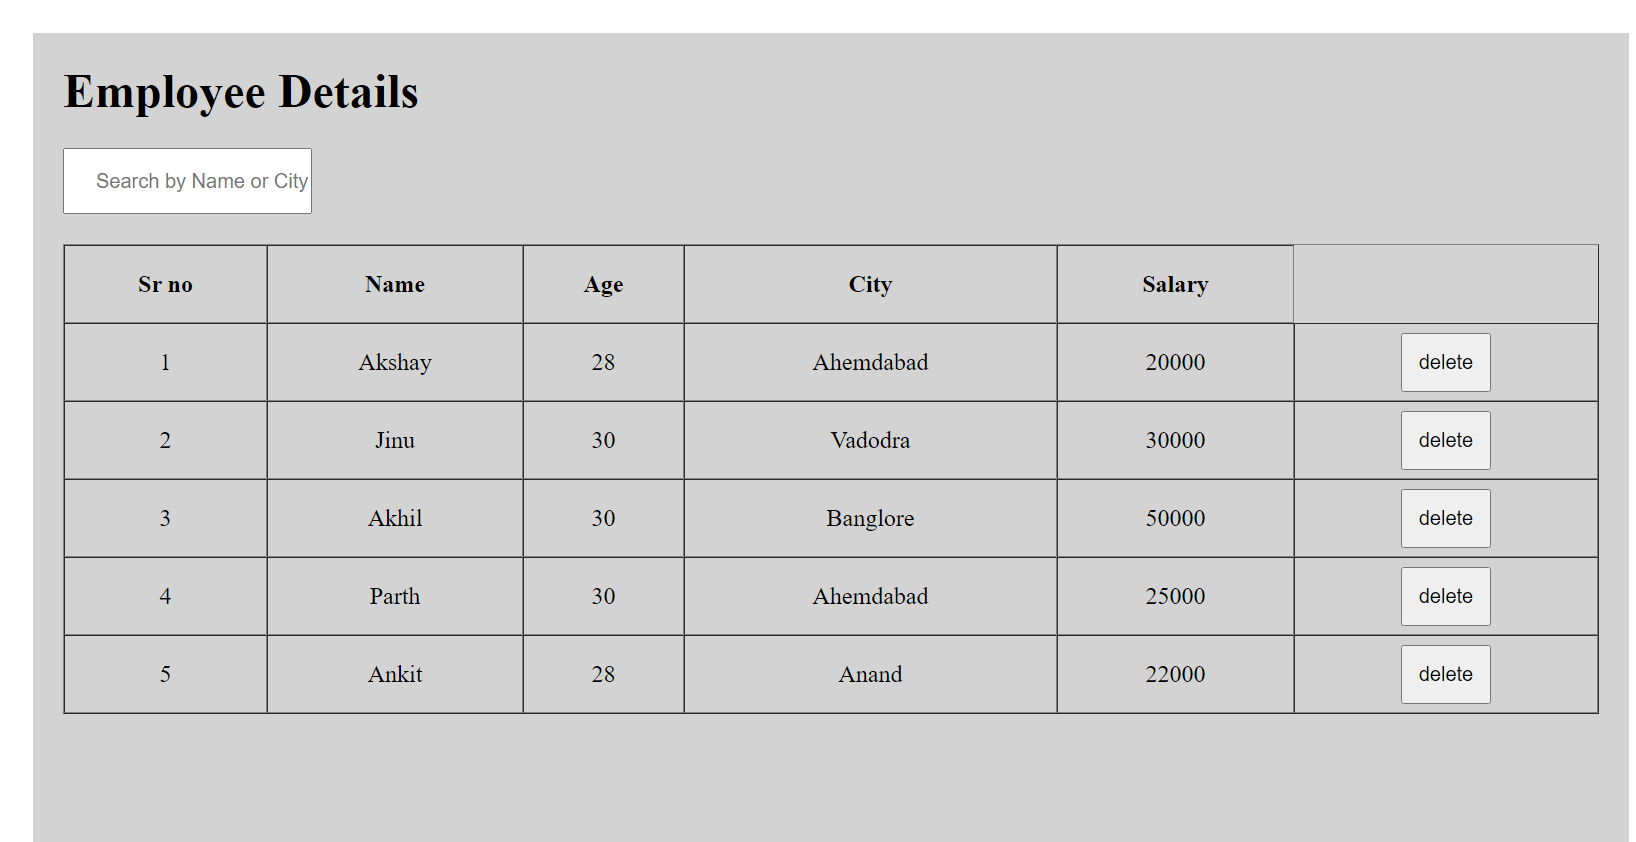 Employee Details
Search by Name or City
Sr no Name Age City Salary
1 Akshay 28 Ahemdabad 20000 delete
2 Jinu 30 Vadodra 30000 delete
3 Akhil 30 Banglore 50000 delete
4 Parth 30 Ahemdabad 25000 delete
5 Ankit 28 Anand 22000 delete